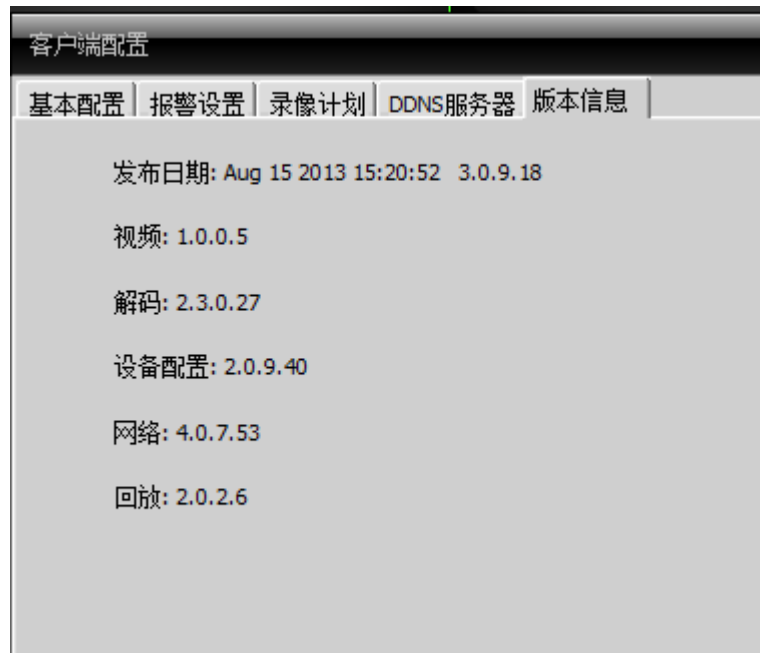 客户端配置
基本配置 报警设置 录像计划 DDNS服务器 版本信息
发布日期: Aug 15 2013 15:20:52 3.0.9.18
视频: 1.0.0.5
解码: 2.3.0.27
设备配置: 2.0.9.40
网络: 4.0.7.53
回放: 2.0.2.6